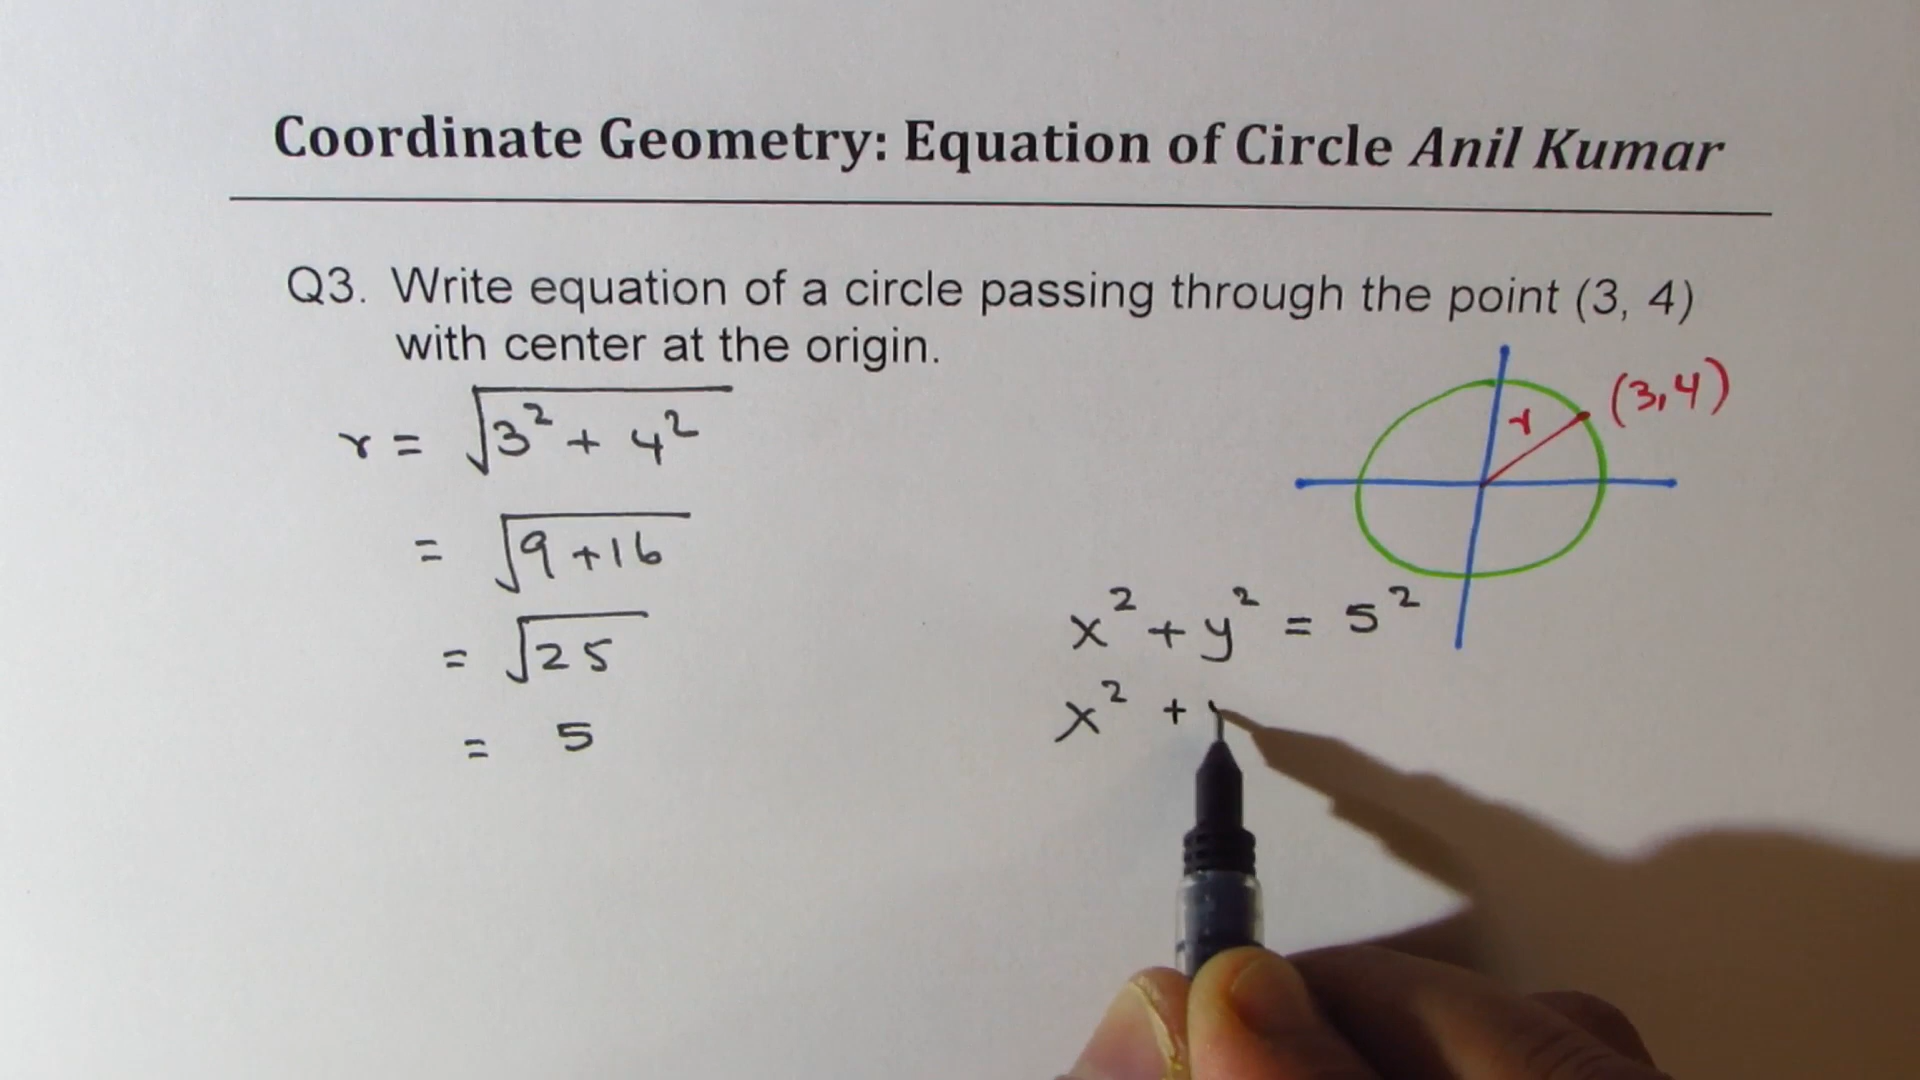 Coordinate Geometry: Equation of Circle Anil Kumar
Q3. Write equation of a circle passing through the point (3, 4)
with center at the origin.
r = √(3² + 4²)
= √(9 + 16)
= √25
= 5
(3,4)
r
x² + y² = 5²
x² +